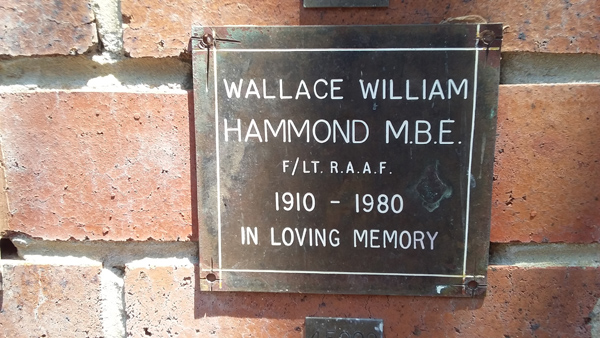 WALLACE WILLIAM
HAMMOND M.B.E.
F/LT. R.A.A.F.
1910 - 1980
IN LOVING MEMORY